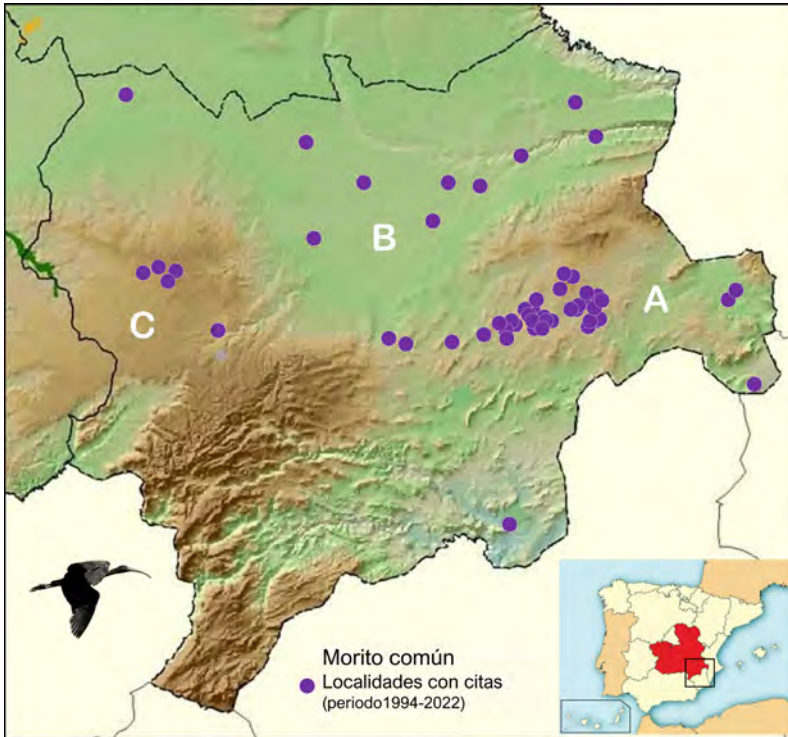 B
A
C
Morito común
Localidades con citas
(periodo1994-2022)